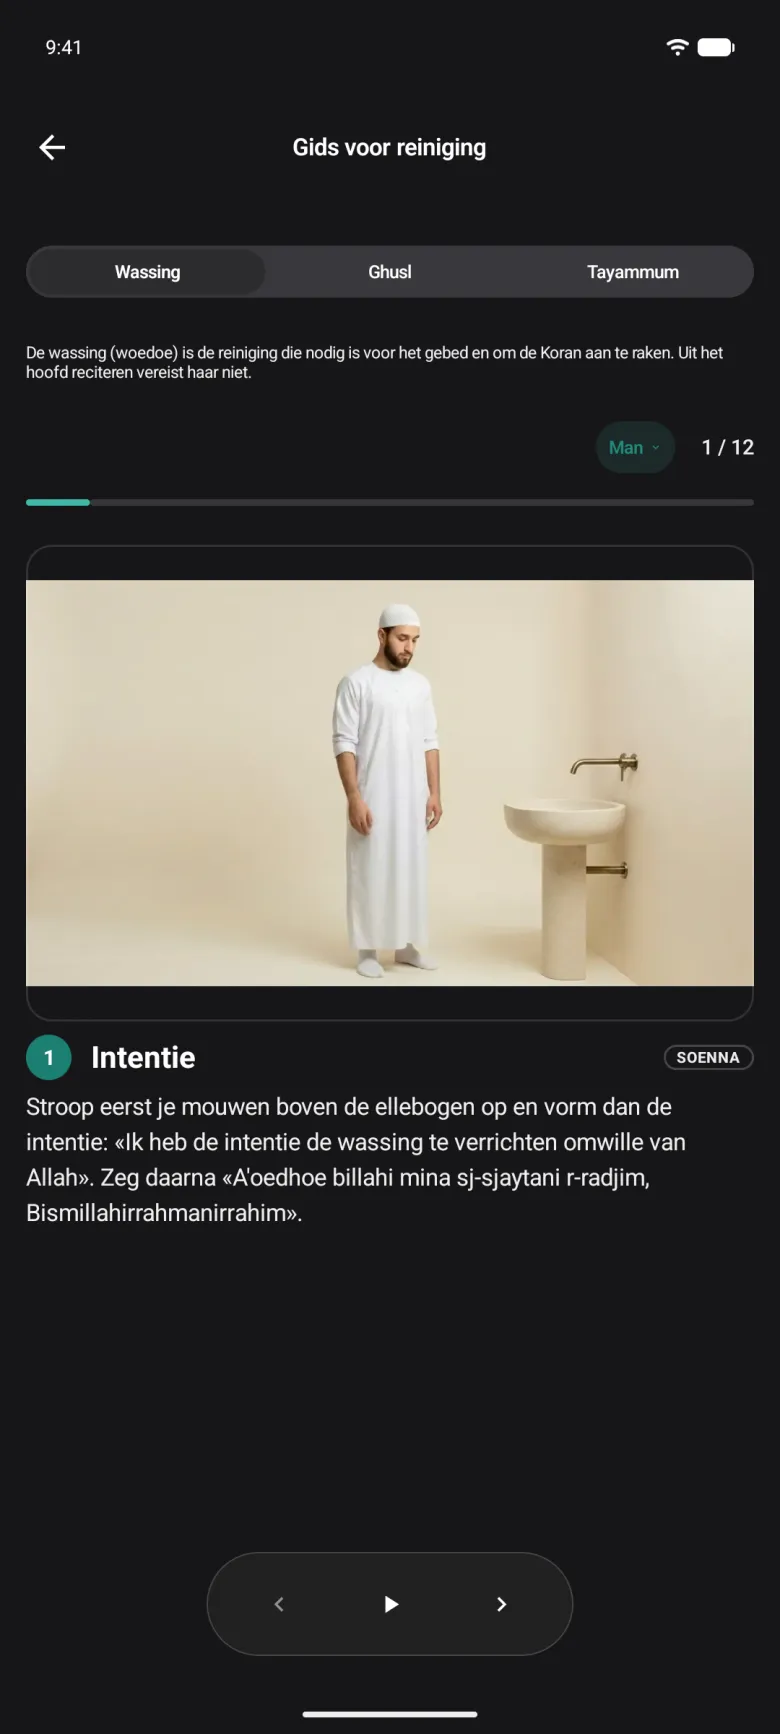 9:41
Gids voor reiniging
Wassing
Ghusl
Tayammum
De wassing (woedoe) is de reiniging die nodig is voor het gebed en om de Koran aan te raken. Uit het
hoofd reciteren vereist haar niet.
Man
1 / 12
1 Intentie
SOENNA
Stroop eerst je mouwen boven de ellebogen op en vorm dan de
intentie: «Ik heb de intentie de wassing te verrichten omwille van
Allah». Zeg daarna «A'oedhoe billahi mina sj-sjaytani r-radjim,
Bismillahirrahmanirrahim».